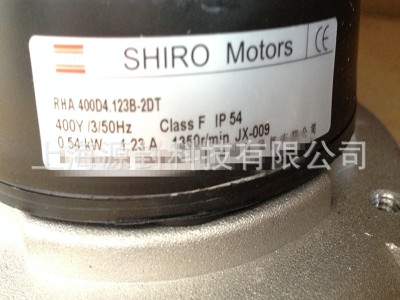 SHIRO Motors CE
RHA 400D4.123B-2DT
400Y /3/50Hz Class F IP 54
0.54 kW 1.23 A 1350r/min JX-009
上海源 科技有限公司